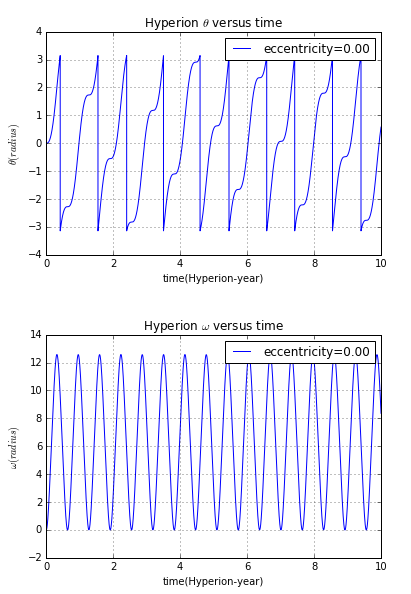 Hyperion θ versus time
4
3
2
1
0
−1
−2
−3
−4
θ(radius)
eccentricity=0.00
0 2 4 6 8 10
time(Hyperion-year)
Hyperion ω versus time
14
12
10
8
6
4
2
0
−2
ω(radius)
eccentricity=0.00
0 2 4 6 8 10
time(Hyperion-year)